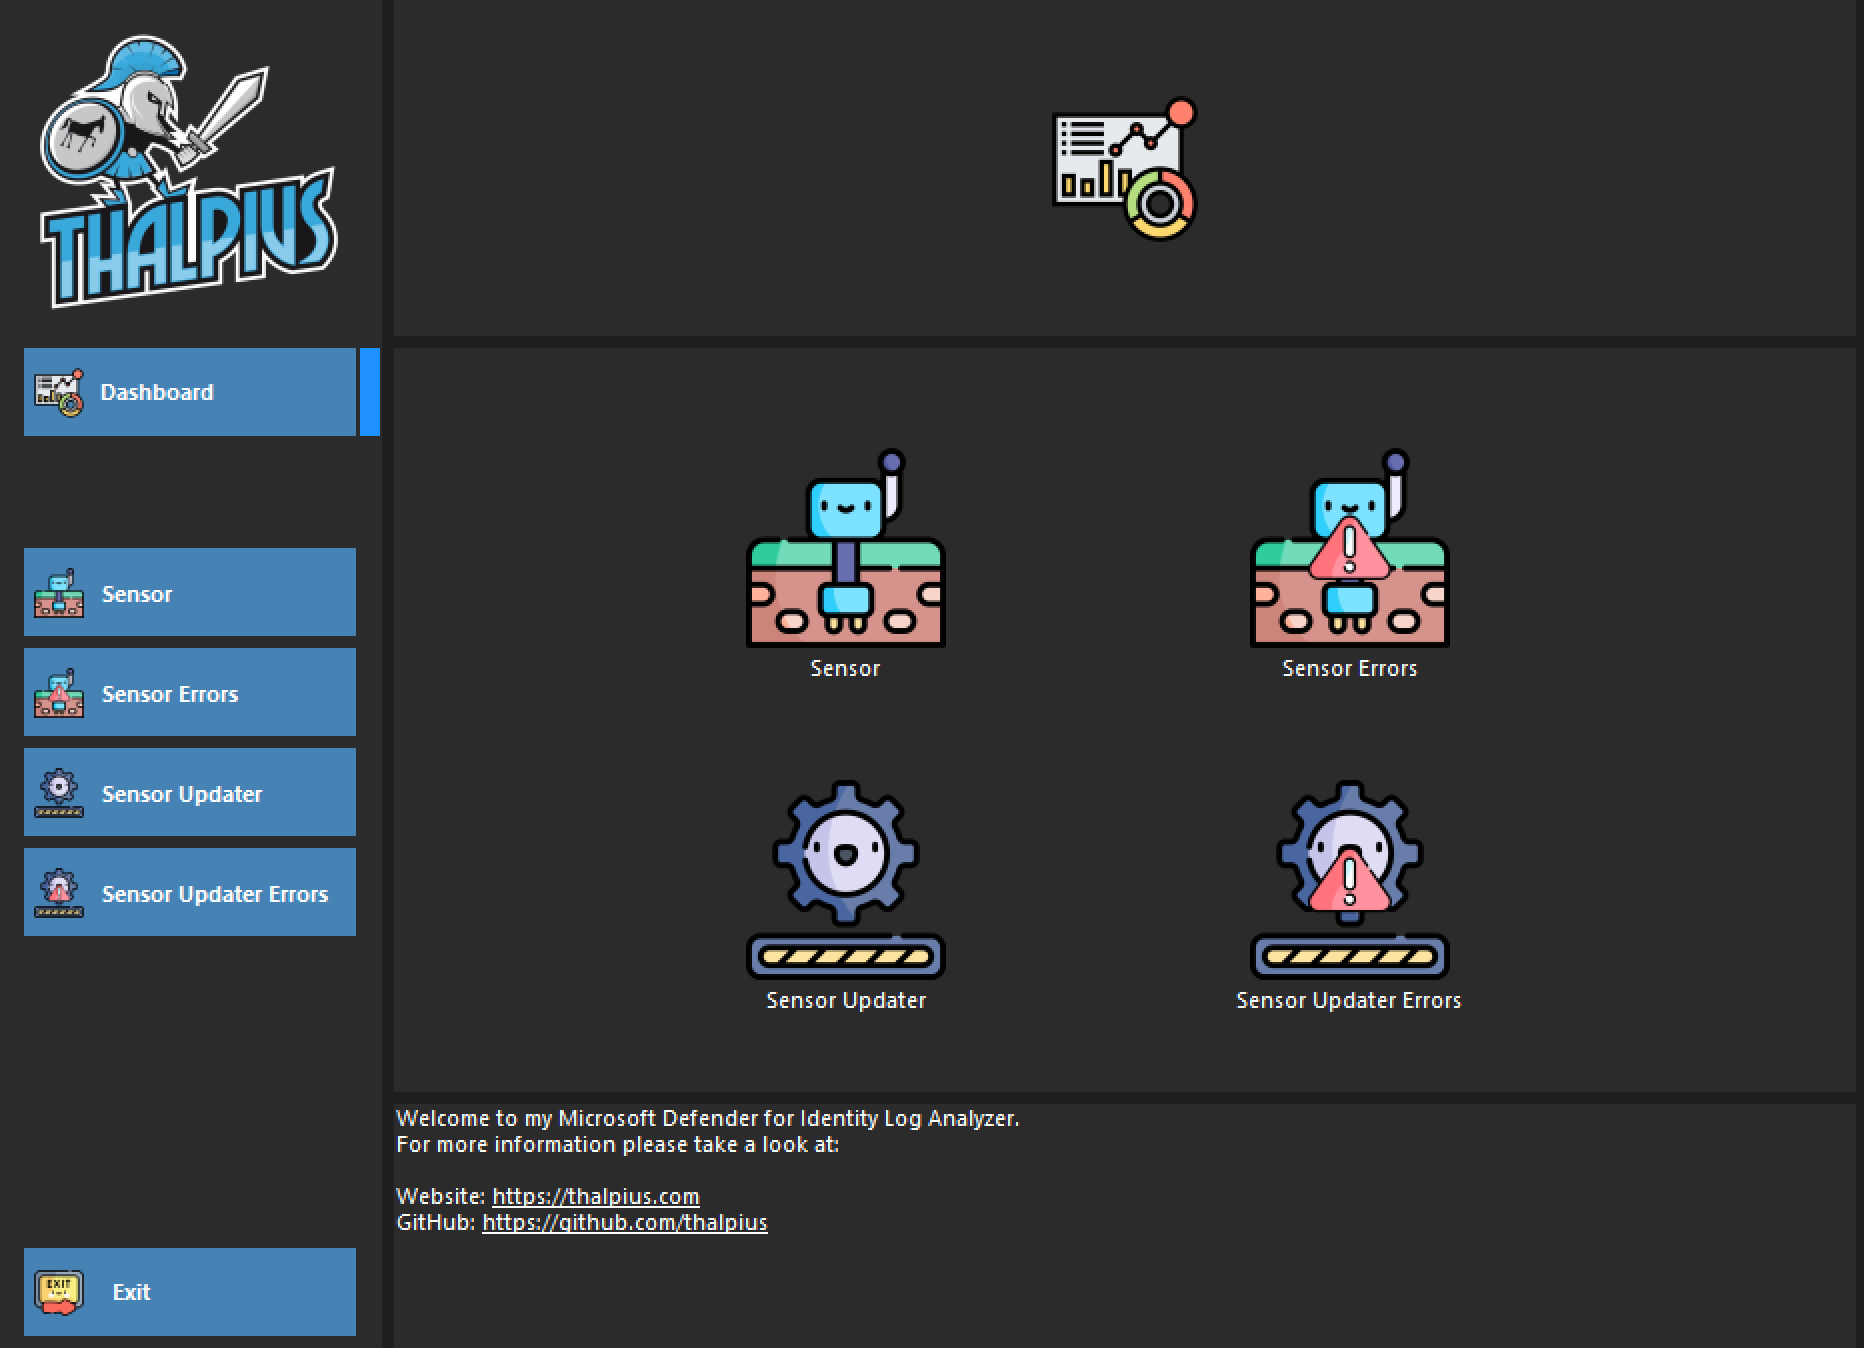 THALPIUS
Dashboard
Sensor
Sensor Errors
Sensor Updater
Sensor Updater Errors
EXIT
Exit
Sensor
Sensor Errors
Sensor Updater
Sensor Updater Errors
Welcome to my Microsoft Defender for Identity Log Analyzer.
For more information please take a look at:
Website: https://thalpius.com
GitHub: https://github.com/thalpius